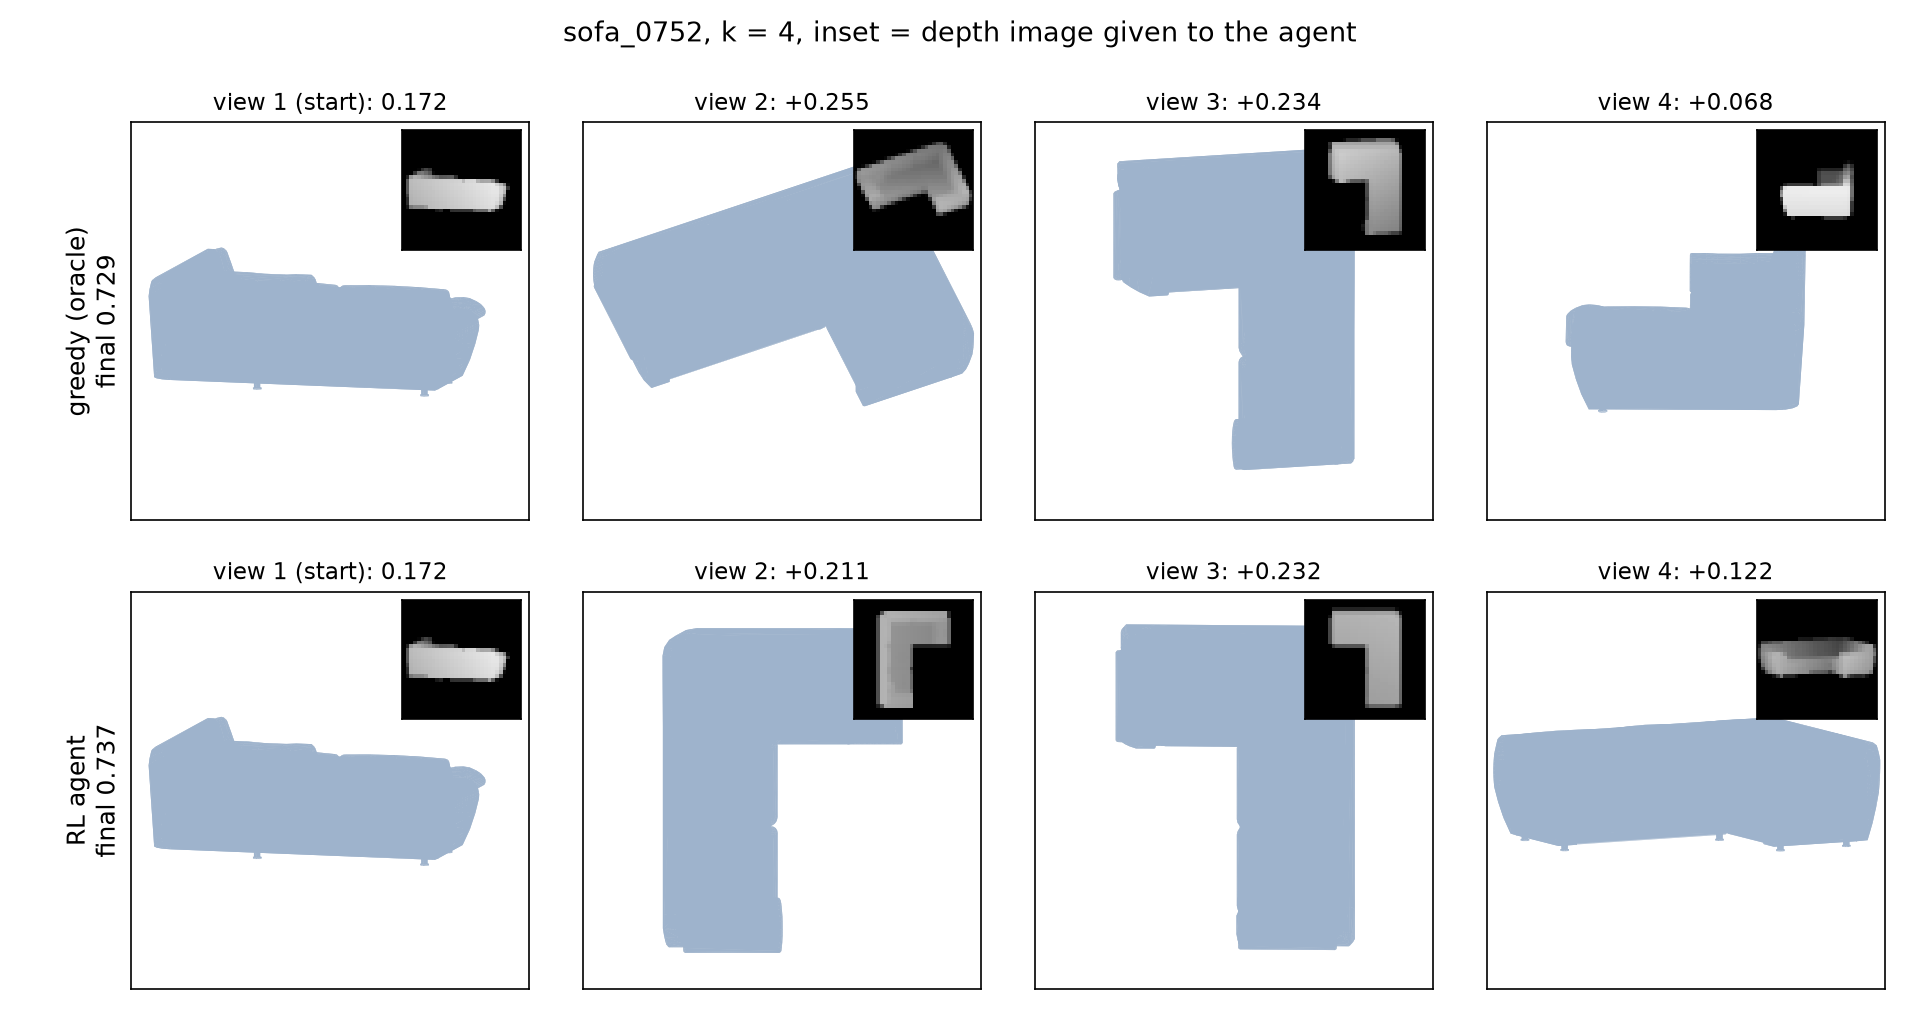 sofa_0752, k = 4, inset = depth image given to the agent
view 1 (start): 0.172
view 2: +0.255
view 3: +0.234
view 4: +0.068
greedy (oracle)
final 0.729
view 1 (start): 0.172
view 2: +0.211
view 3: +0.232
view 4: +0.122
RL agent
final 0.737